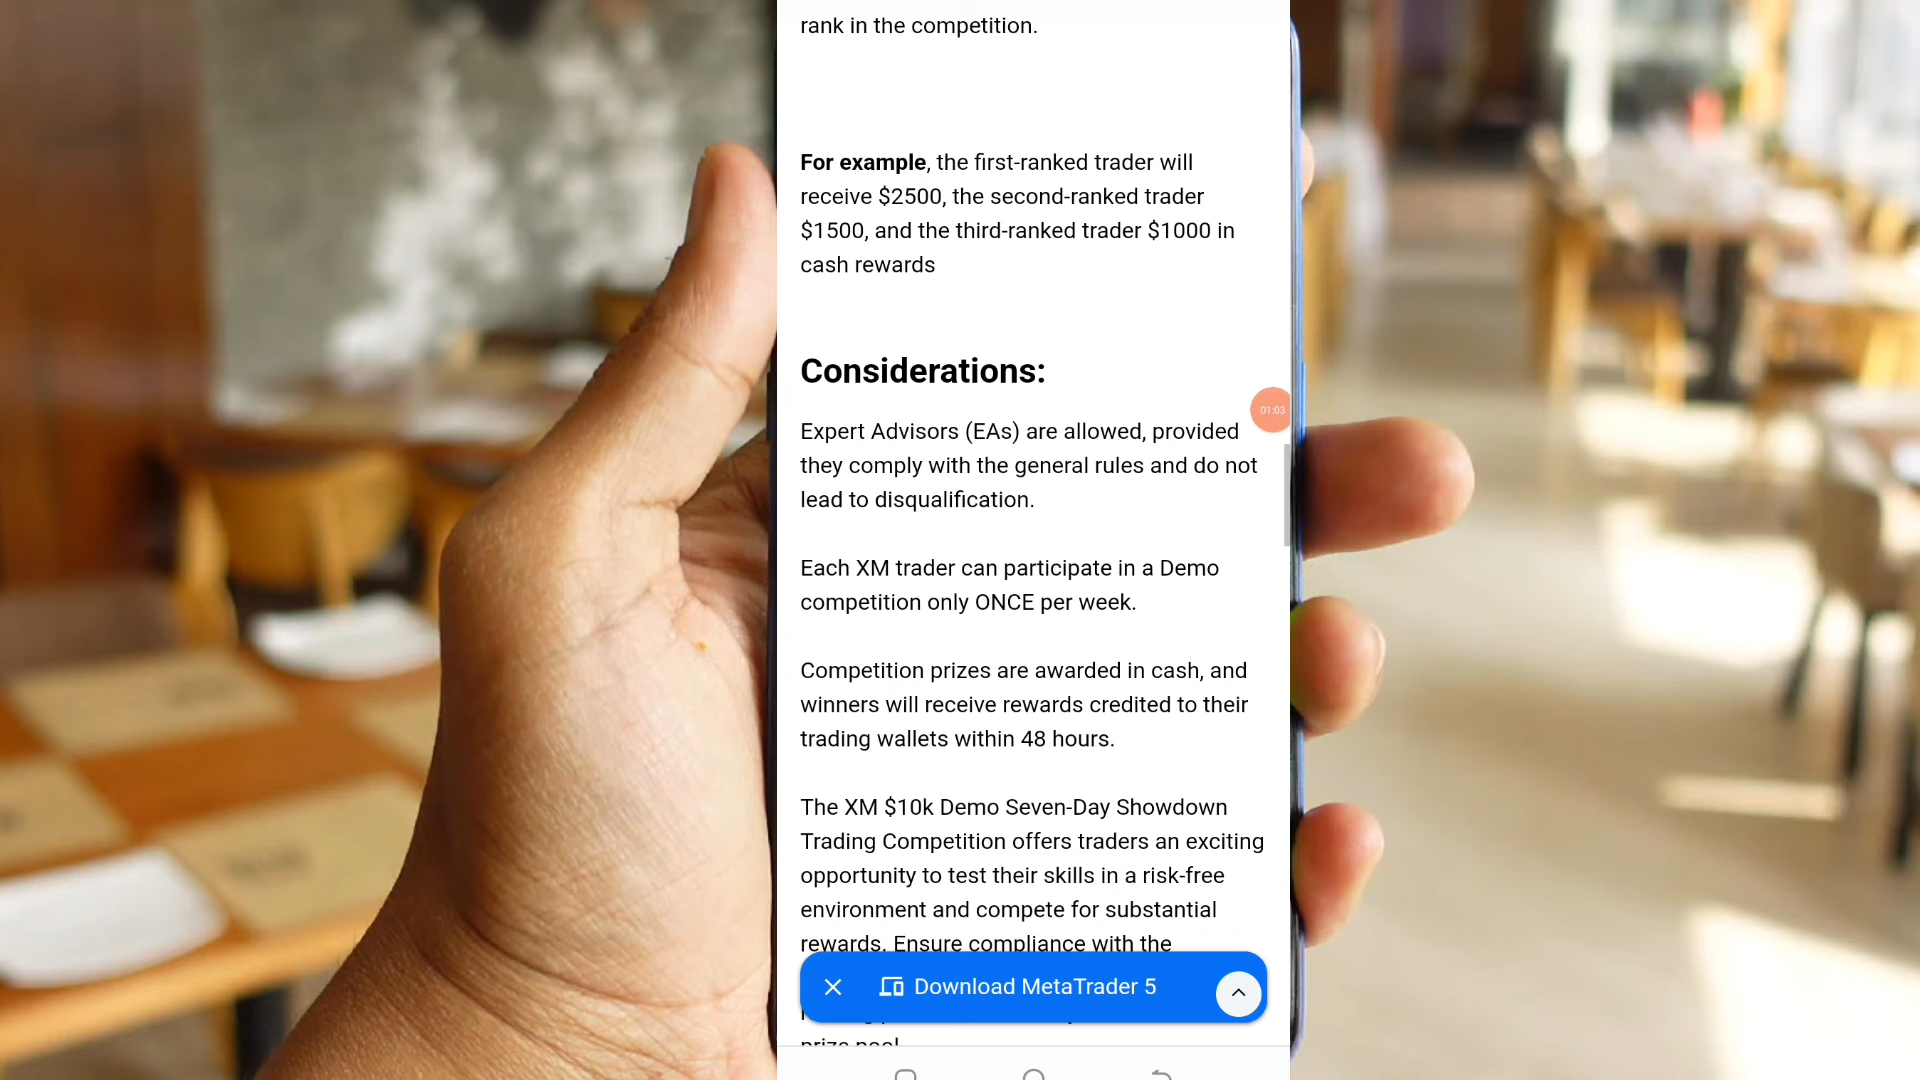 rank in the competition.
For example, the first-ranked trader will
receive $2500, the second-ranked trader
$1500, and the third-ranked trader $1000 in
cash rewards
Considerations:
01:03
Expert Advisors (EAs) are allowed, provided
they comply with the general rules and do not
lead to disqualification.
Each XM trader can participate in a Demo
competition only ONCE per week.
Competition prizes are awarded in cash, and
winners will receive rewards credited to their
trading wallets within 48 hours.
The XM $10k Demo Seven-Day Showdown
Trading Competition offers traders an exciting
opportunity to test their skills in a risk-free
environment and compete for substantial
rewards. Ensure compliance with the
Download MetaTrader 5
prize pool